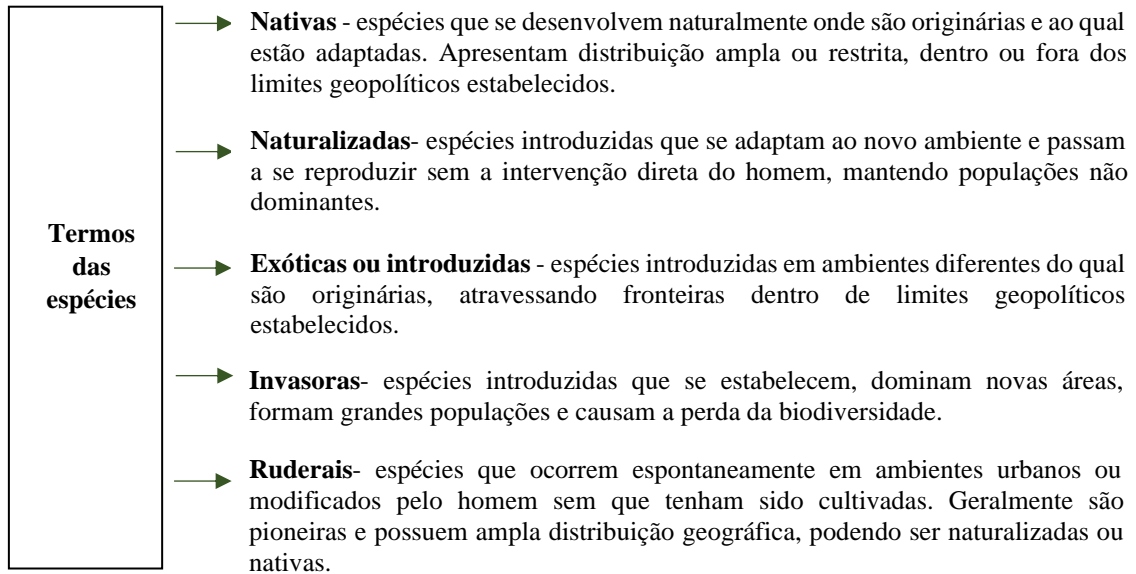 Termos
das
espécies
Nativas - espécies que se desenvolvem naturalmente onde são originárias e ao qual
estão adaptadas. Apresentam distribuição ampla ou restrita, dentro ou fora dos
limites geopolíticos estabelecidos.
Naturalizadas- espécies introduzidas que se adaptam ao novo ambiente e passam
a se reproduzir sem a intervenção direta do homem, mantendo populações não
dominantes.
Exóticas ou introduzidas - espécies introduzidas em ambientes diferentes do qual
são originárias, atravessando fronteiras dentro de limites geopolíticos
estabelecidos.
Invasoras- espécies introduzidas que se estabelecem, dominam novas áreas,
formam grandes populações e causam a perda da biodiversidade.
Ruderais- espécies que ocorrem espontaneamente em ambientes urbanos ou
modificados pelo homem sem que tenham sido cultivadas. Geralmente são
pioneiras e possuem ampla distribuição geográfica, podendo ser naturalizadas ou
nativas.